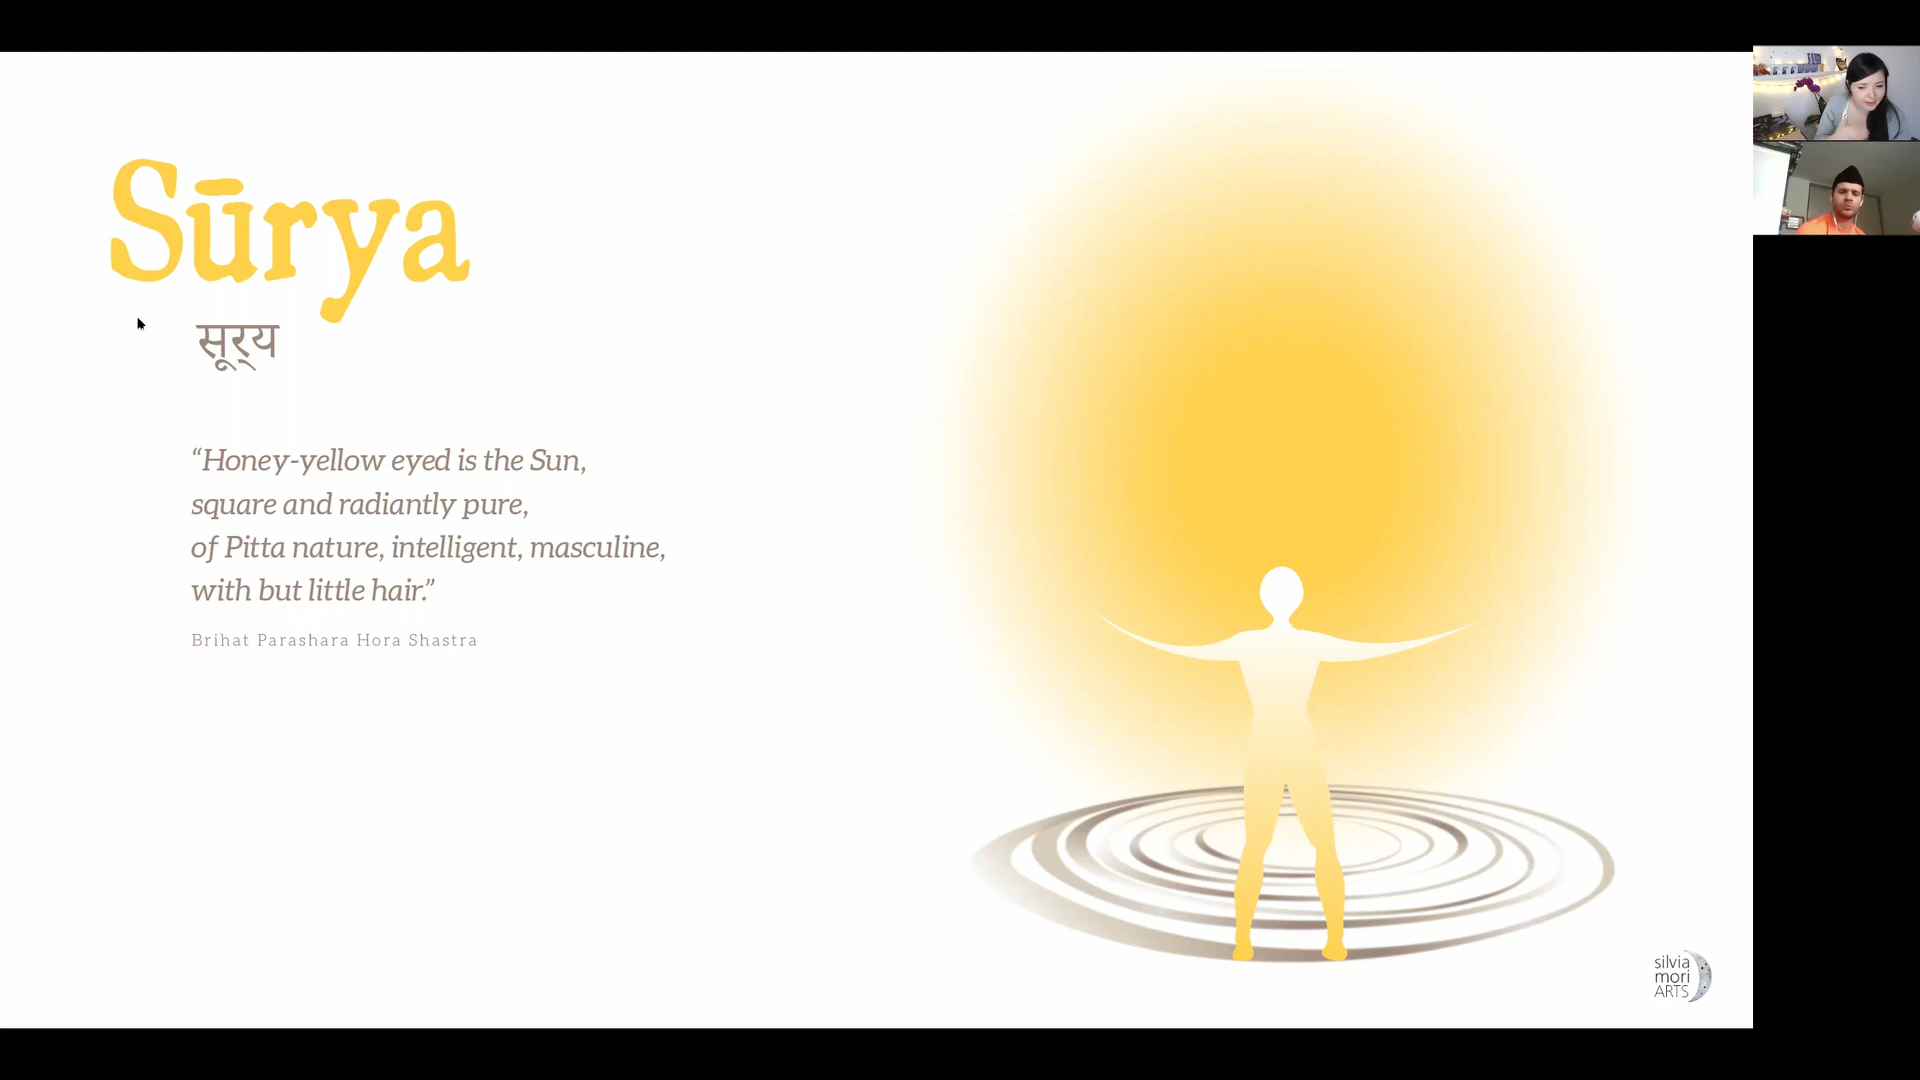 Sūrya
सूर्य
“Honey-yellow eyed is the Sun,
square and radiantly pure,
of Pitta nature, intelligent, masculine,
with but little hair.”
Brihat Parashara Hora Shastra
silvia
mori
ARTS